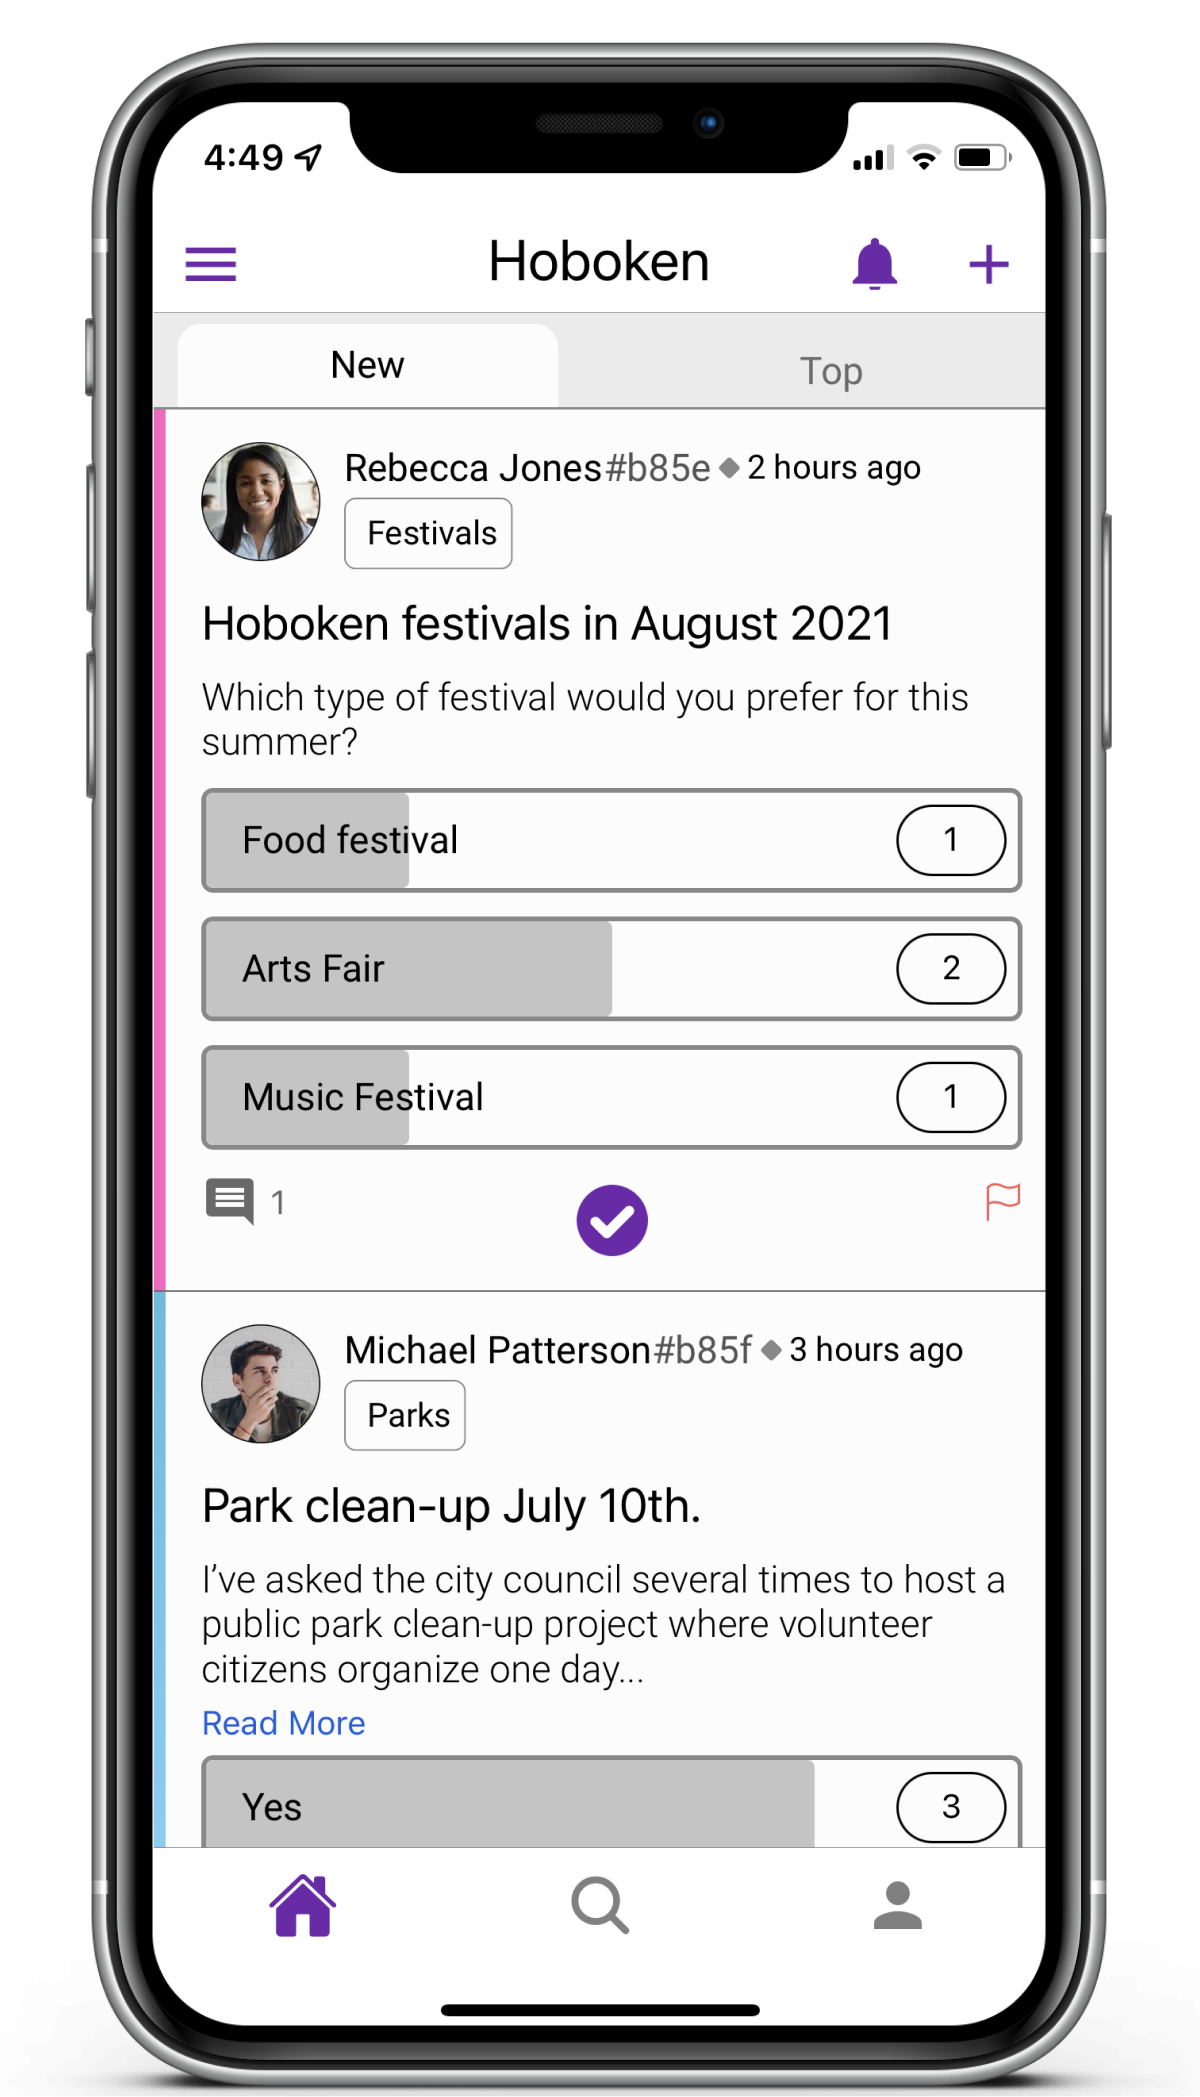 4:49
Hoboken
New
Top
Rebecca Jones#b85e ◆ 2 hours ago
Festivals
Hoboken festivals in August 2021
Which type of festival would you prefer for this
summer?
Food festival 1
Arts Fair 2
Music Festival 1
1
Michael Patterson#b85f ◆ 3 hours ago
Parks
Park clean-up July 10th.
I've asked the city council several times to host a
public park clean-up project where volunteer
citizens organize one day...
Read More
Yes 3